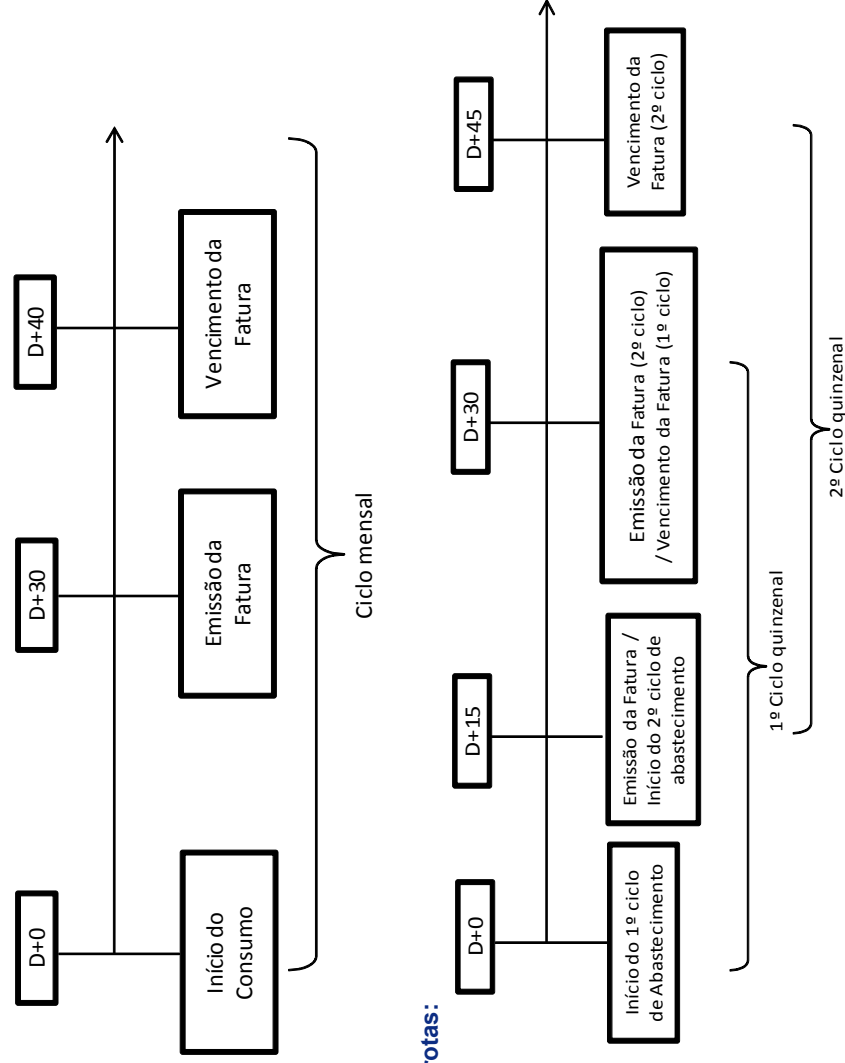 D+0
D+30
D+40
Início do
Consumo
Emissão da
Fatura
Vencimento da
Fatura
Ciclo mensal
rotas:
D+0
D+15
D+30
D+45
Início do 1º ciclo
de Abastecimento
Emissão da Fatura /
Início do 2º ciclo de
abastecimento
Emissão da Fatura (2º ciclo)
/ Vencimento da Fatura (1º ciclo)
Vencimento da
Fatura (2º ciclo)
1º Ciclo quinzenal
2º Ciclo quinzenal